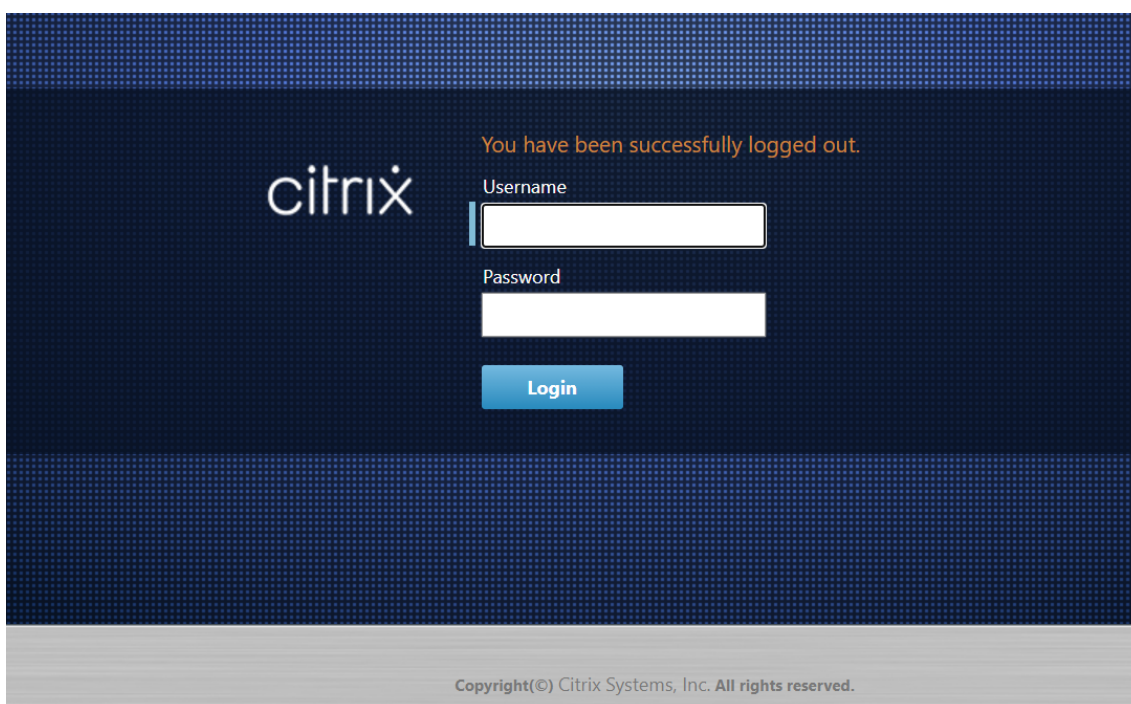 You have been successfully logged out.
citrix
Username
Password
Login
Copyright(©) Citrix Systems, Inc. All rights reserved.